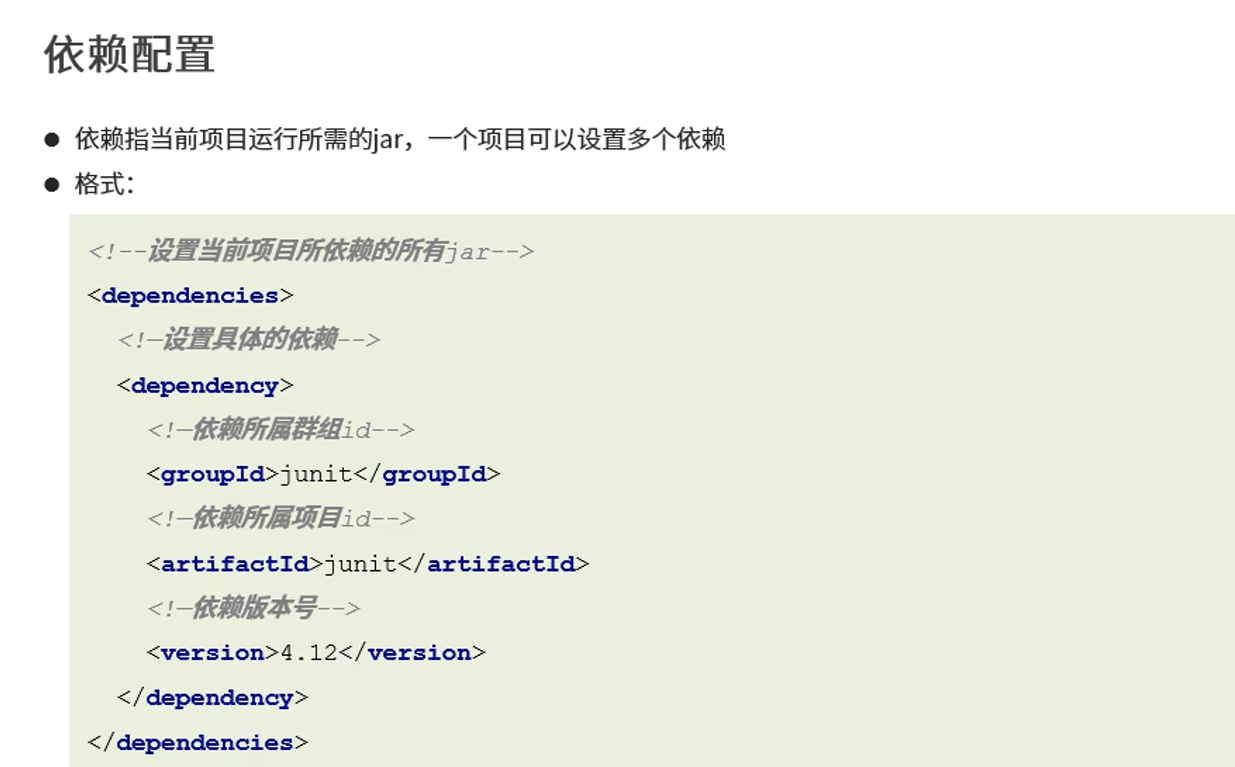 依赖配置
● 依赖指当前项目运行所需的jar，一个项目可以设置多个依赖
● 格式：
<!--设置当前项目所依赖的所有jar-->
<dependencies>
<!—设置具体的依赖-->
<dependency>
<!—依赖所属群组id-->
<groupId>junit</groupId>
<!—依赖所属项目id-->
<artifactId>junit</artifactId>
<!—依赖版本号-->
<version>4.12</version>
</dependency>
</dependencies>